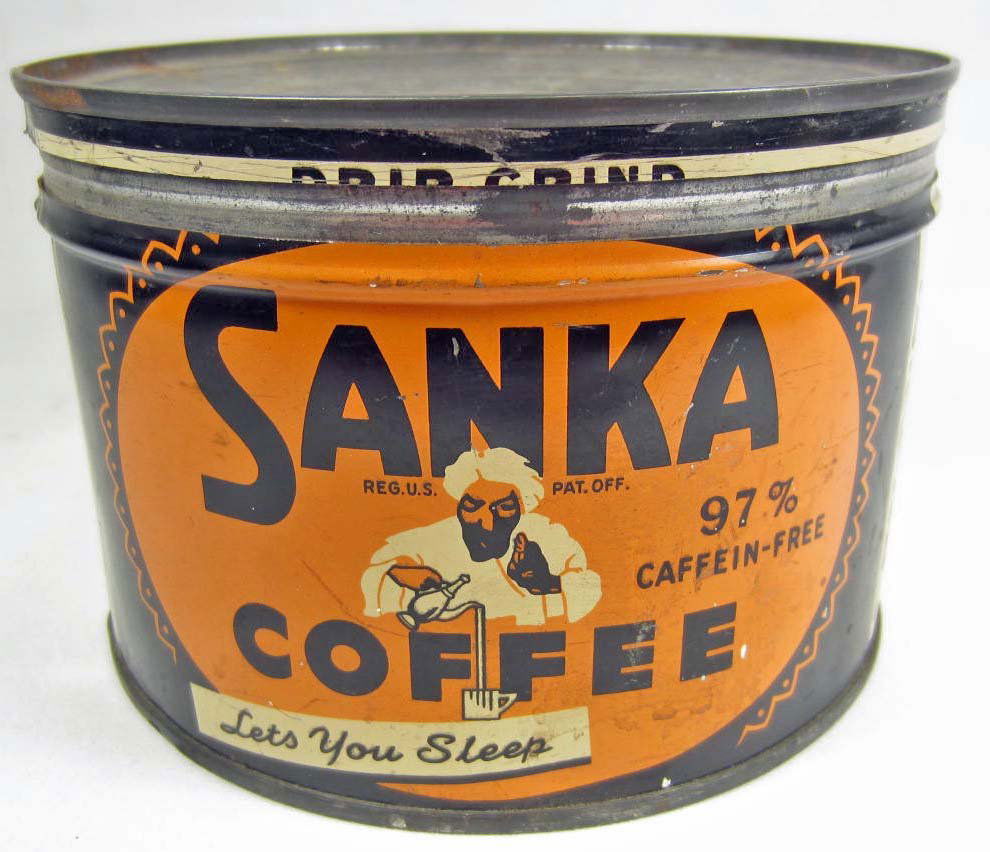 DRIP GRIND
SANKA
REG.U.S. PAT. OFF.
97%
CAFFEIN-FREE
COFFEE
Lets You Sleep